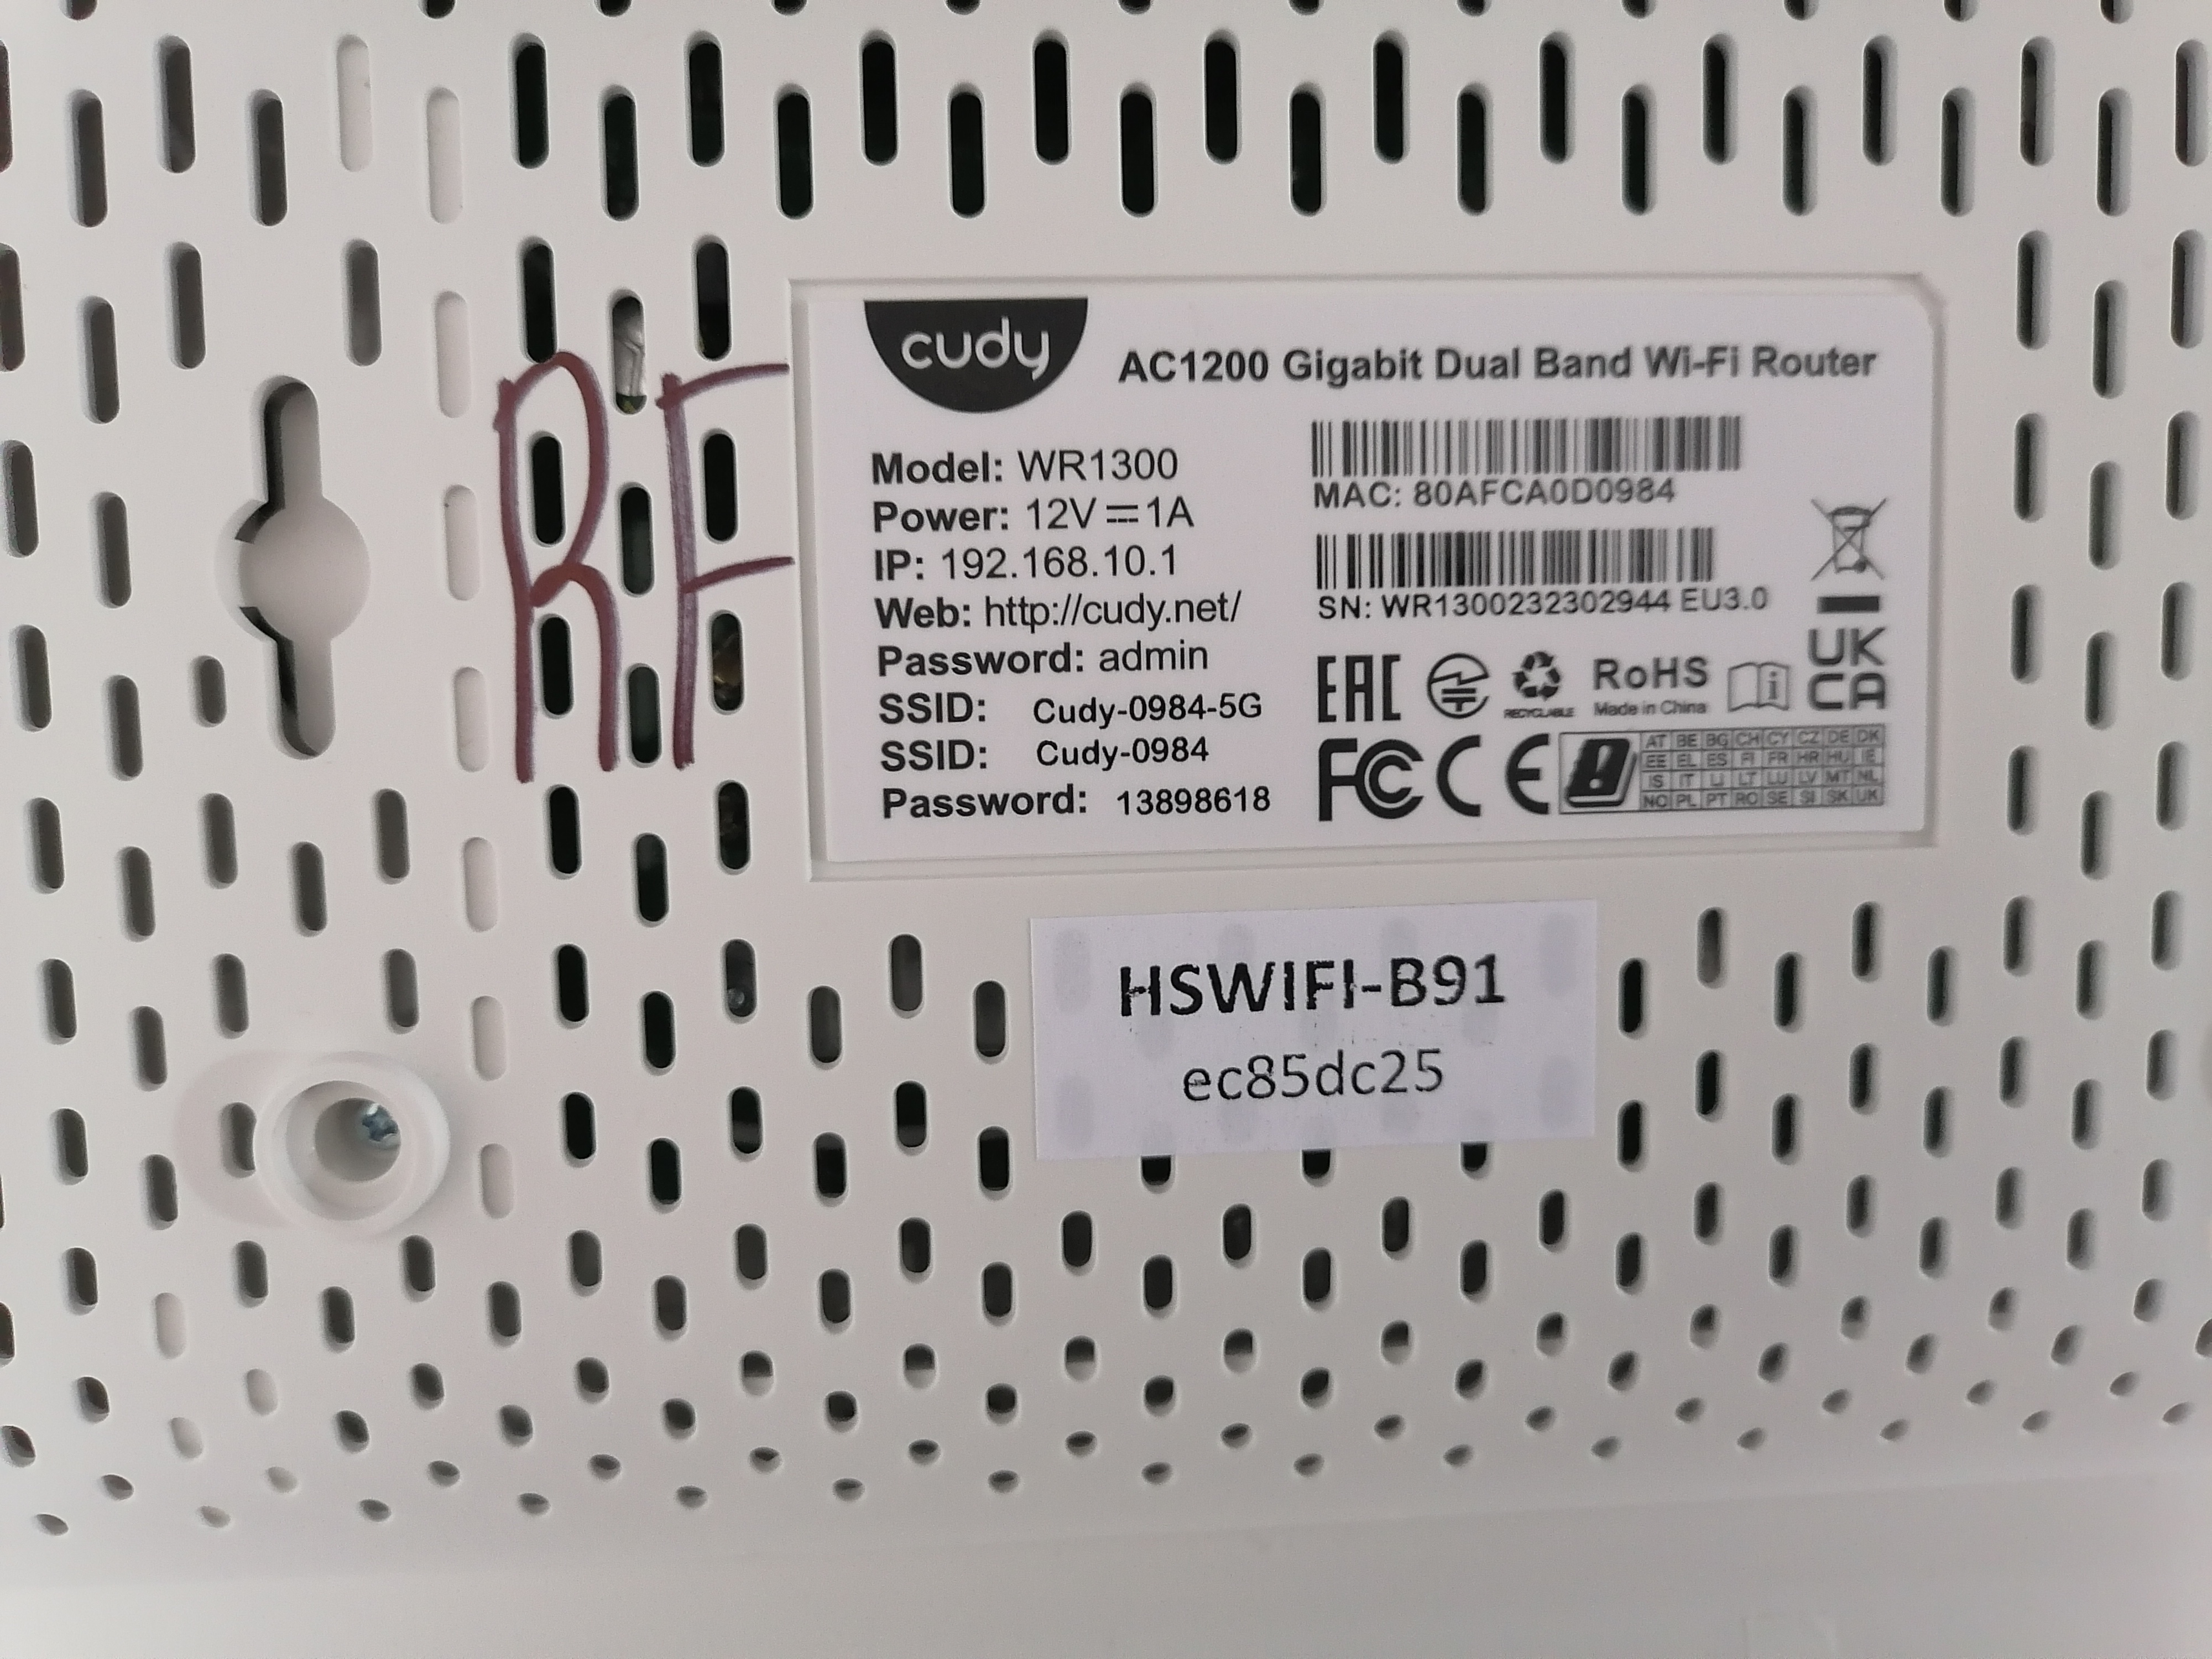 RF
cudy
AC1200 Gigabit Dual Band Wi-Fi Router
Model: WR1300
Power: 12V⎓1A
IP: 192.168.10.1
Web: http://cudy.net/
Password: admin
SSID: Cudy-0984-5G
SSID: Cudy-0984
Password: 13898618
MAC: 80AFCA0D0984
SN: WR1300232302944 EU3.0
EAC
RECYCLABLE
RoHS
Made in China
i
UK
CA
FC CE
!
AT BE BG CH CY CZ DE DK
EE EL ES FI FR HR HU IE
IS IT LI LT LU LV MT NL
NO PL PT RO SE SI SK UK
HSWIFI-B91
ec85dc25